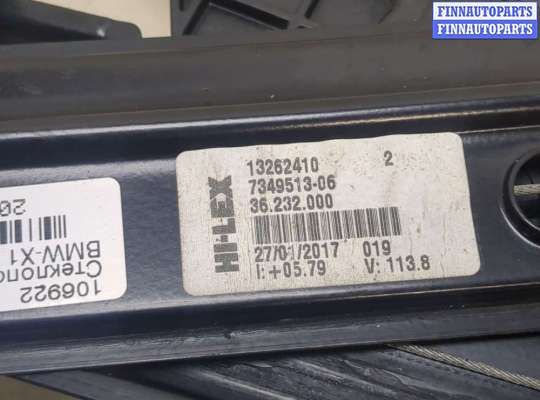 FINNAUTOPARTS
FINNAUTOPARTS
HI-LEX
13262410 2
7349513-06
36.232.000
27/01/2017 019
I:+05.79 V: 113.8
106922
BMW-X1
20